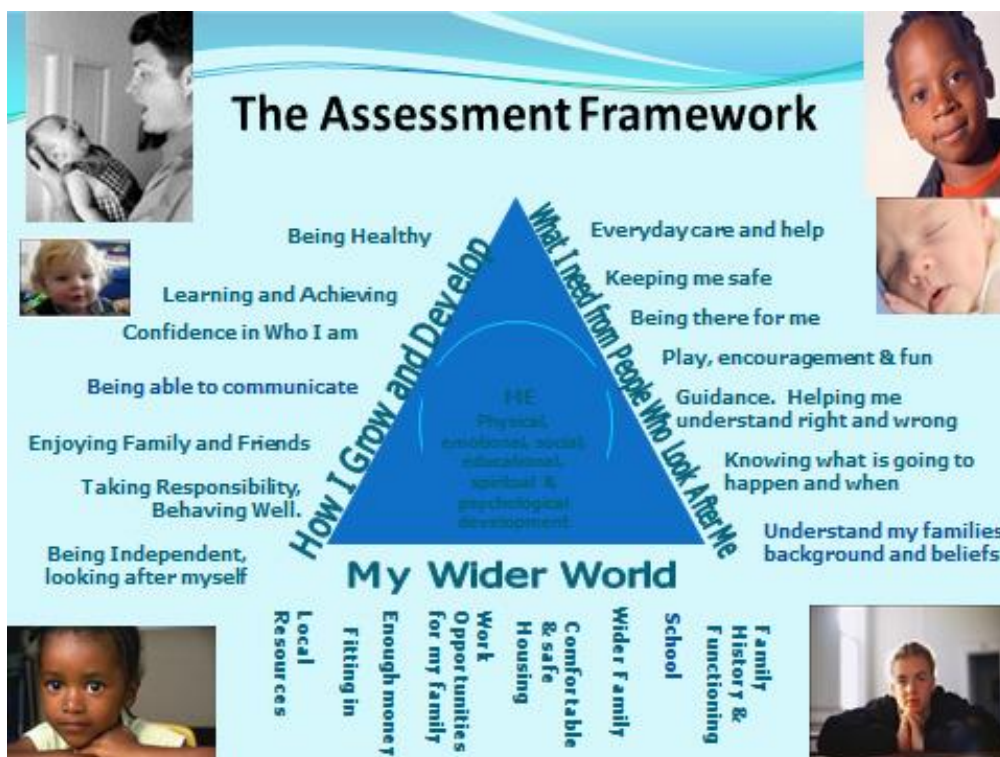 The Assessment Framework
Being Healthy
Learning and Achieving
Confidence in Who I am
Being able to communicate
Enjoying Family and Friends
Taking Responsibility,
Behaving Well.
Being Independent,
looking after myself
How I Grow and Develop
What I need from People Who Look After Me
Everyday care and help
Keeping me safe
Being there for me
Play, encouragement & fun
Guidance. Helping me
understand right and wrong
Knowing what is going to
happen and when
Understand my families
background and beliefs
ME
Physical,
emotional, social,
educational,
spiritual &
psychological
development
My Wider World
Local
Resources
Fitting in
Enough money
Work
Opportunities
for my family
Comfortable
& safe
Housing
Wider Family
School
Family
History &
Functioning